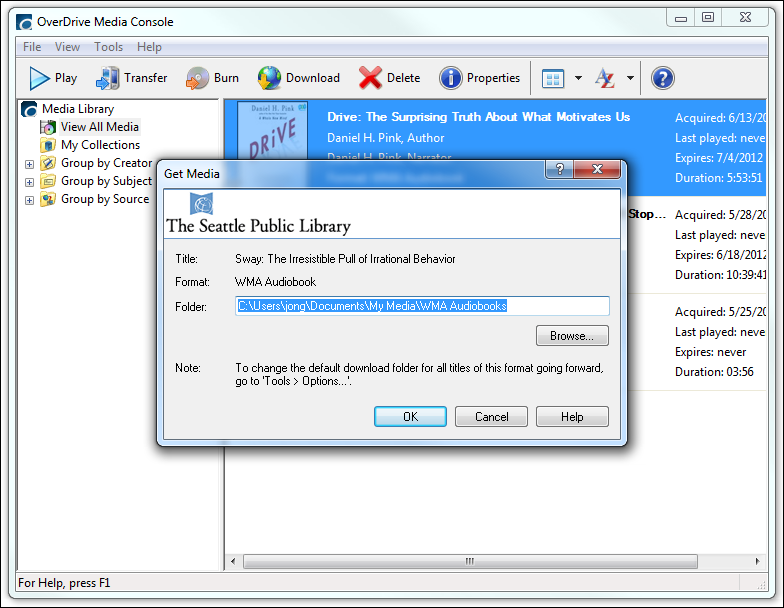 OverDrive Media Console
File View Tools Help
Play Transfer Burn Download Delete Properties
Media Library
View All Media
My Collections
Group by Creator
Group by Subject
Group by Source
Daniel H. Pink
DRiVE
Drive: The Surprising Truth About What Motivates Us
Daniel H. Pink, Author
Daniel H. Pink, Narrator
Format: WMA Audiobook
Acquired: 6/13/20
Last played: neve
Expires: 7/4/2012
Duration: 5:53:51
Stop...
Acquired: 5/28/20
Last played: neve
Expires: 6/18/2012
Duration: 10:39:41
Acquired: 5/25/20
Last played: neve
Expires: never
Duration: 03:56
Get Media
The Seattle Public Library
Title: Sway: The Irresistible Pull of Irrational Behavior
Format: WMA Audiobook
Folder: C:\Users\jong\Documents\My Media\WMA Audiobooks
Browse...
Note: To change the default download folder for all titles of this format going forward,
go to 'Tools > Options...'.
OK Cancel Help
For Help, press F1